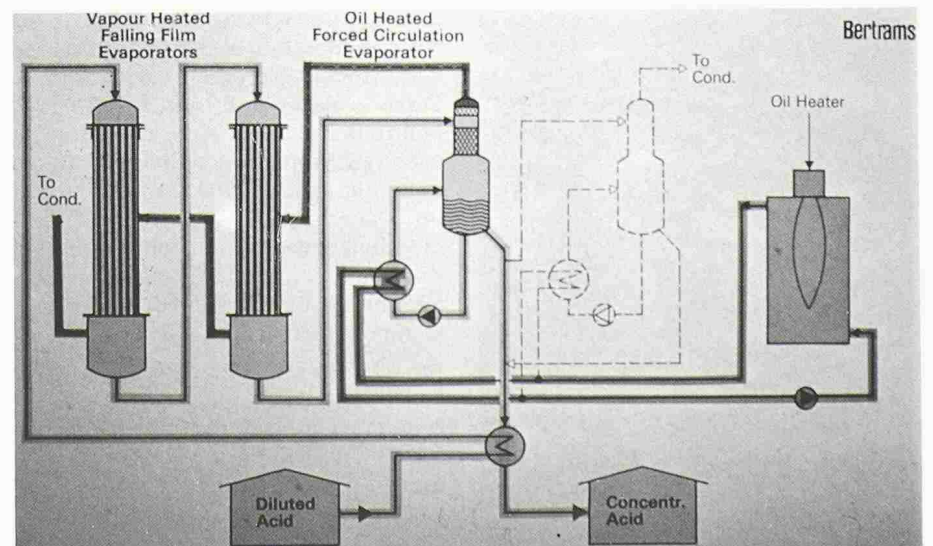 Vapour Heated
Falling Film
Evaporators
Oil Heated
Forced Circulation
Evaporator
Bertrams
To
Cond.
Oil Heater
To
Cond.
Diluted
Acid
Concentr.
Acid